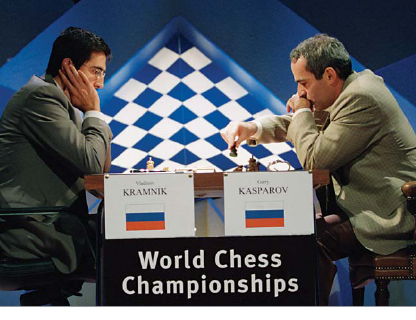 Vladimir
KRAMNIK
Garry
KASPAROV
World Chess
Championships